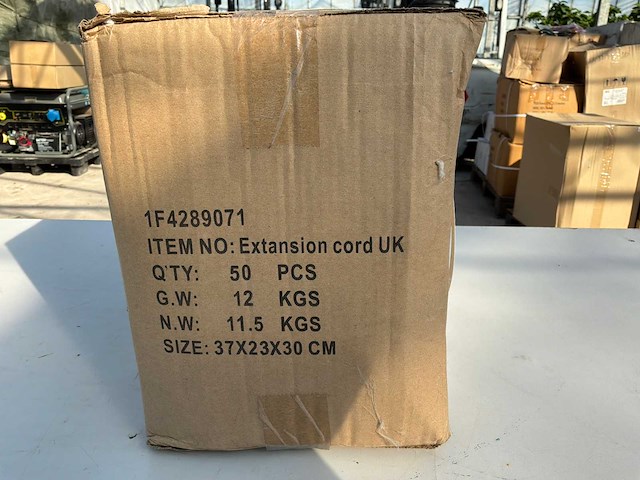 1F4289071
ITEM NO: Extansion cord UK
Q'TY: 50 PCS
G.W: 12 KGS
N.W: 11.5 KGS
SIZE: 37X23X30 CM